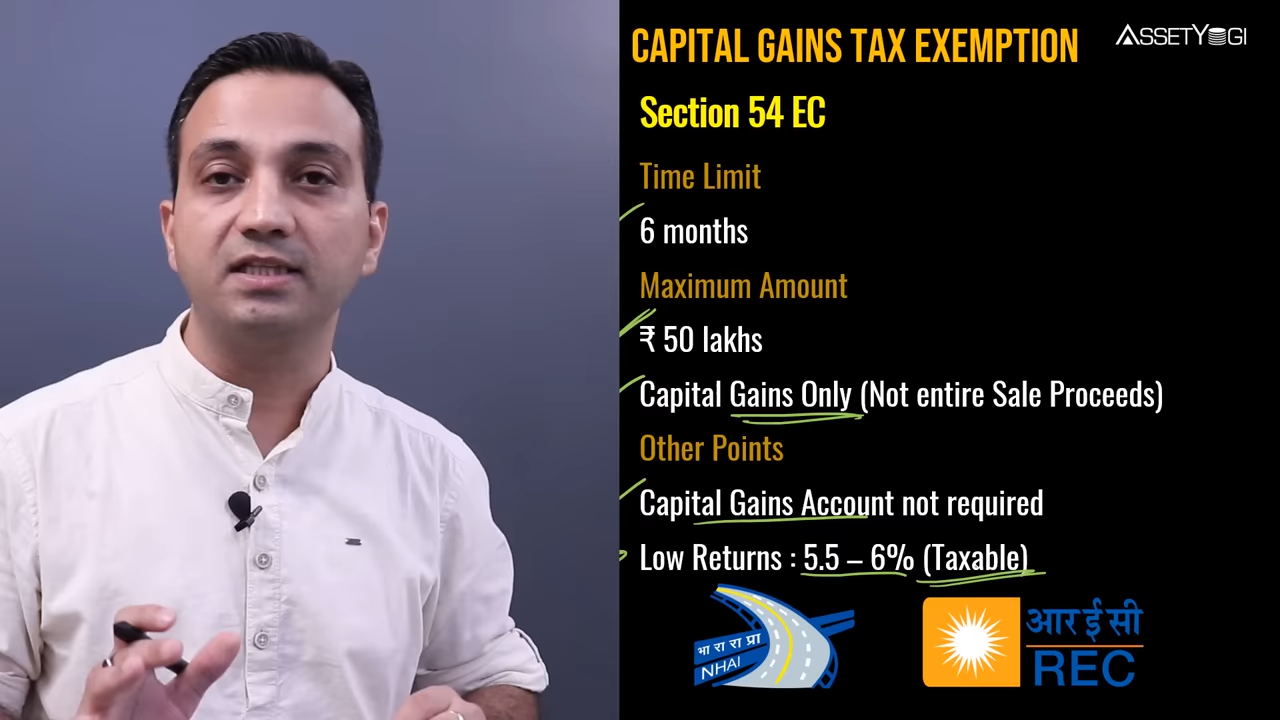 CAPITAL GAINS TAX EXEMPTION
ASSETYOGI
Section 54 EC
Time Limit
6 months
Maximum Amount
₹ 50 lakhs
Capital Gains Only (Not entire Sale Proceeds)
Other Points
Capital Gains Account not required
Low Returns : 5.5 – 6% (Taxable)
भा रा रा प्रा
NHAI
आर ई सी
REC